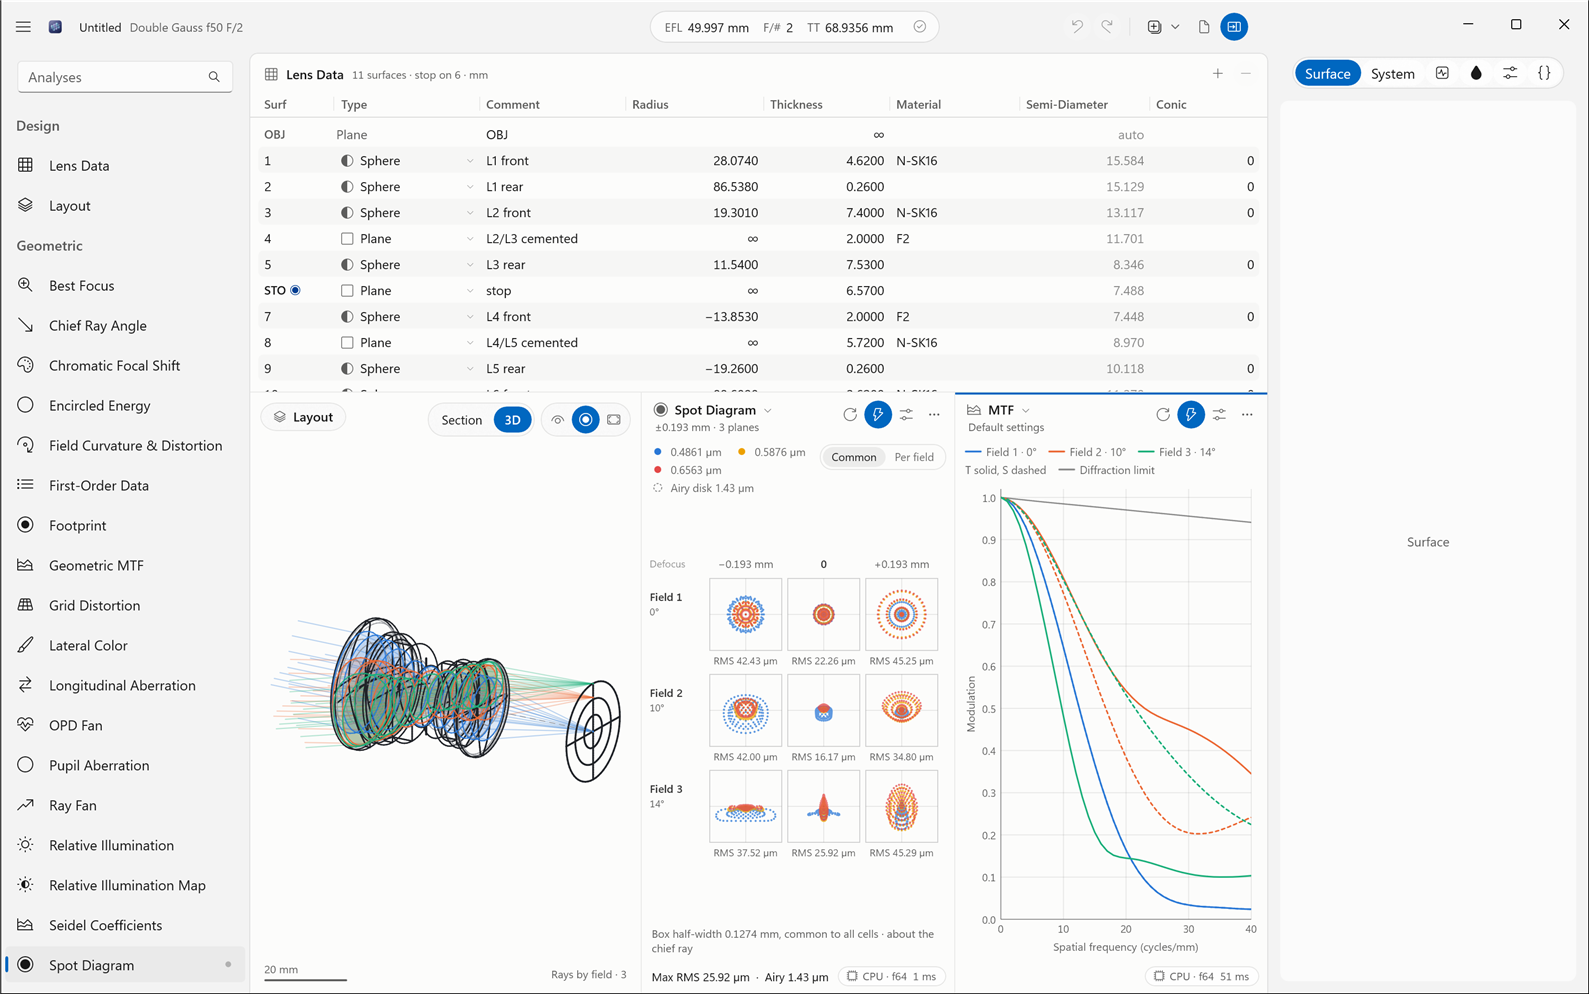 Untitled Double Gauss f50 F/2
EFL 49.997 mm F/# 2 TT 68.9356 mm
Analyses
Design
Lens Data
Layout
Geometric
Best Focus
Chief Ray Angle
Chromatic Focal Shift
Encircled Energy
Field Curvature & Distortion
First-Order Data
Footprint
Geometric MTF
Grid Distortion
Lateral Color
Longitudinal Aberration
OPD Fan
Pupil Aberration
Ray Fan
Relative Illumination
Relative Illumination Map
Seidel Coefficients
Spot Diagram
Lens Data 11 surfaces · stop on 6 · mm
Surf Type Comment Radius Thickness Material Semi-Diameter Conic
OBJ Plane OBJ ∞ auto
1 Sphere L1 front 28.0740 4.6200 N-SK16 15.584 0
2 Sphere L1 rear 86.5380 0.2600 15.129 0
3 Sphere L2 front 19.3010 7.4000 N-SK16 13.117 0
4 Plane L2/L3 cemented ∞ 2.0000 F2 11.701
5 Sphere L3 rear 11.5400 7.5300 8.346 0
STO Plane stop ∞ 6.5700 7.488
7 Sphere L4 front −13.8530 2.0000 F2 7.448 0
8 Plane L4/L5 cemented ∞ 5.7200 N-SK16 8.970
9 Sphere L5 rear −19.2600 0.2600 10.118 0
Layout
Section 3D
20 mm
Rays by field · 3
Spot Diagram
±0.193 mm · 3 planes
0.4861 µm 0.5876 µm
0.6563 µm
Airy disk 1.43 µm
Common Per field
Defocus −0.193 mm 0 +0.193 mm
Field 1
0°
RMS 42.43 µm RMS 22.26 µm RMS 45.25 µm
Field 2
10°
RMS 42.00 µm RMS 16.17 µm RMS 34.80 µm
Field 3
14°
RMS 37.52 µm RMS 25.92 µm RMS 45.29 µm
Box half-width 0.1274 mm, common to all cells · about the
chief ray
Max RMS 25.92 µm · Airy 1.43 µm CPU · f64 1 ms
MTF
Default settings
Field 1 · 0° Field 2 · 10° Field 3 · 14°
T solid, S dashed Diffraction limit
1.0
0.9
0.8
0.7
0.6
0.5
0.4
0.3
0.2
0.1
0.0
Modulation
0 10 20 30 40
Spatial frequency (cycles/mm)
CPU · f64 51 ms
Surface System {}
Surface